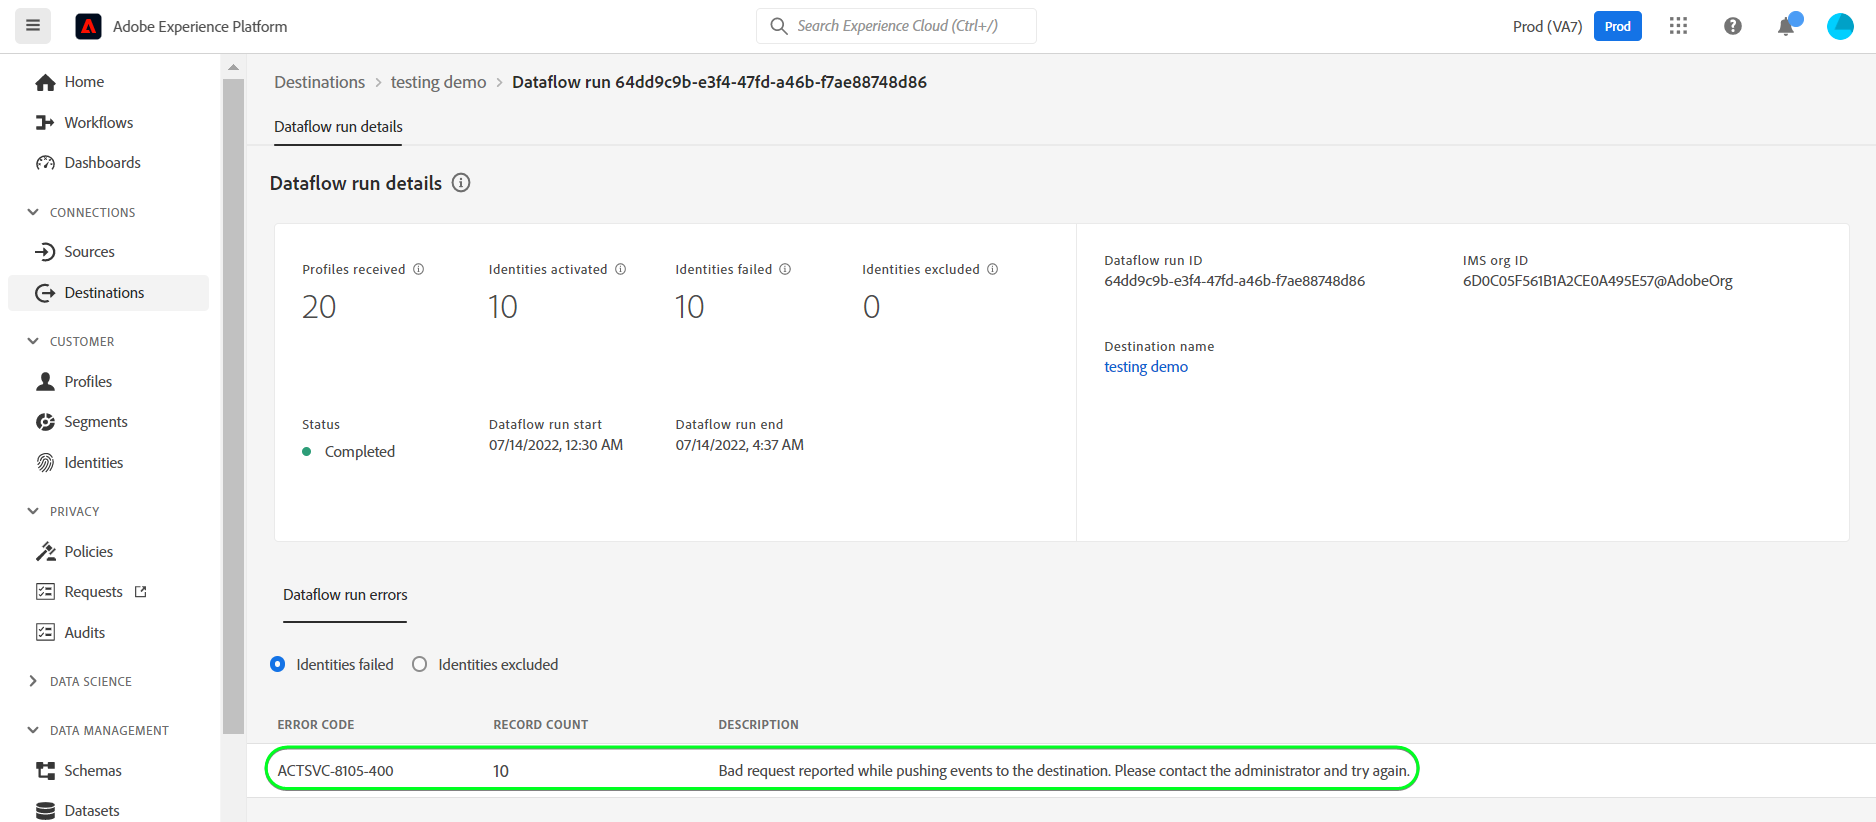 Adobe Experience Platform
Search Experience Cloud (Ctrl+/)
Prod (VA7)
Prod
Home
Workflows
Dashboards
CONNECTIONS
Sources
Destinations
CUSTOMER
Profiles
Segments
Identities
PRIVACY
Policies
Requests
Audits
DATA SCIENCE
DATA MANAGEMENT
Schemas
Datasets
Destinations > testing demo > Dataflow run 64dd9c9b-e3f4-47fd-a46b-f7ae88748d86
Dataflow run details
Dataflow run details
Profiles received
20
Identities activated
10
Identities failed
10
Identities excluded
0
Status
Completed
Dataflow run start
07/14/2022, 12:30 AM
Dataflow run end
07/14/2022, 4:37 AM
Dataflow run ID
64dd9c9b-e3f4-47fd-a46b-f7ae88748d86
IMS org ID
6D0C05F561B1A2CE0A495E57@AdobeOrg
Destination name
testing demo
Dataflow run errors
Identities failed
Identities excluded
ERROR CODE RECORD COUNT DESCRIPTION
ACTSVC-8105-400 10 Bad request reported while pushing events to the destination. Please contact the administrator and try again.